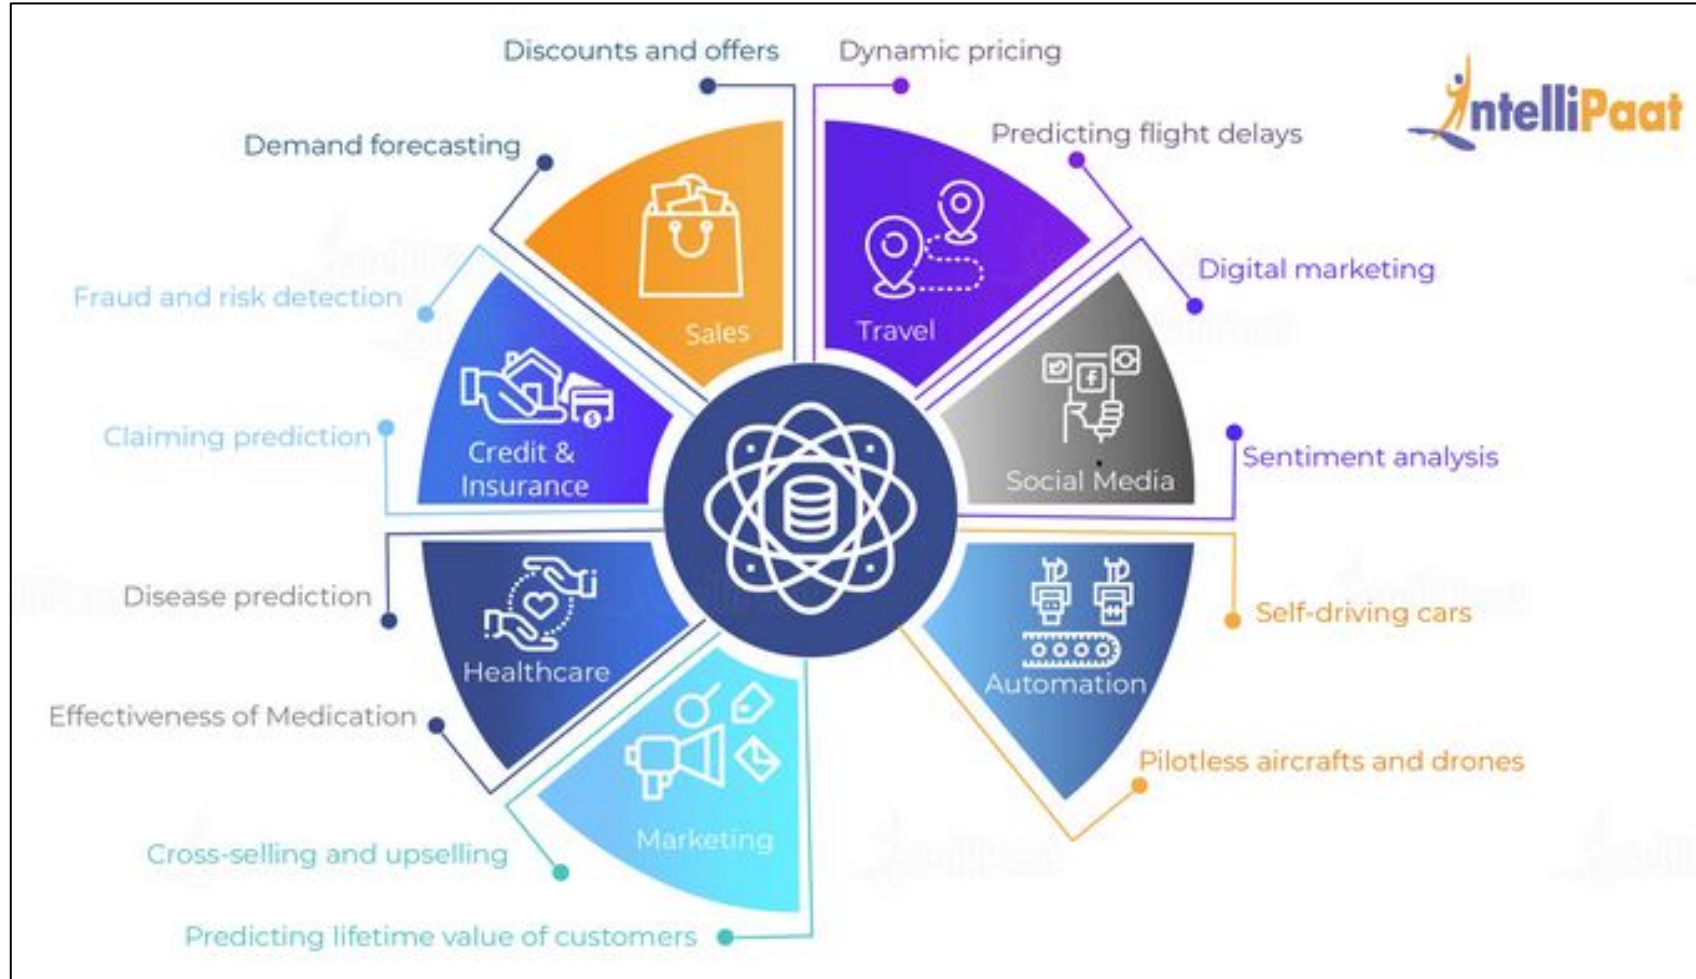 Discounts and offers
Dynamic pricing
IntelliPaat
Demand forecasting
Predicting flight delays
Fraud and risk detection
Digital marketing
Sales
Travel
Claiming prediction
Credit &
Insurance
Social Media
Sentiment analysis
Disease prediction
Healthcare
Automation
Self-driving cars
Effectiveness of Medication
Pilotless aircrafts and drones
Marketing
Cross-selling and upselling
Predicting lifetime value of customers